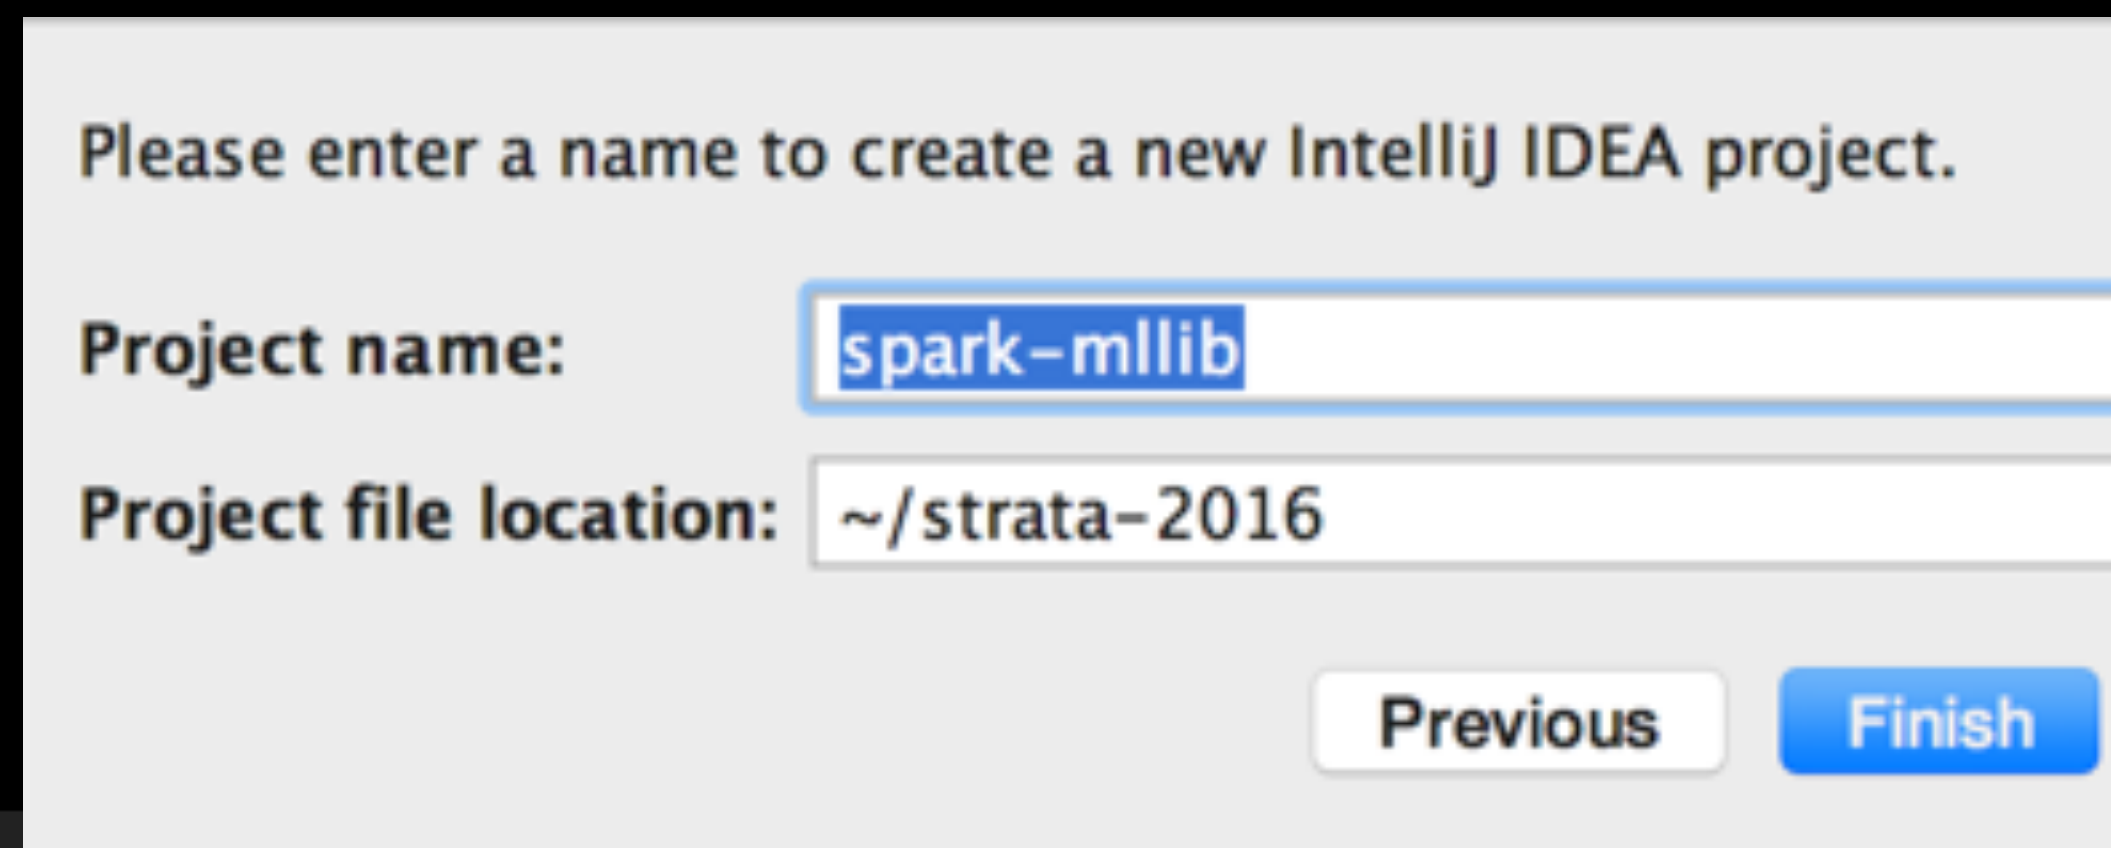 Please enter a name to create a new IntelliJ IDEA project.
Project name: spark-mllib
Project file location: ~/strata-2016
Previous Finish